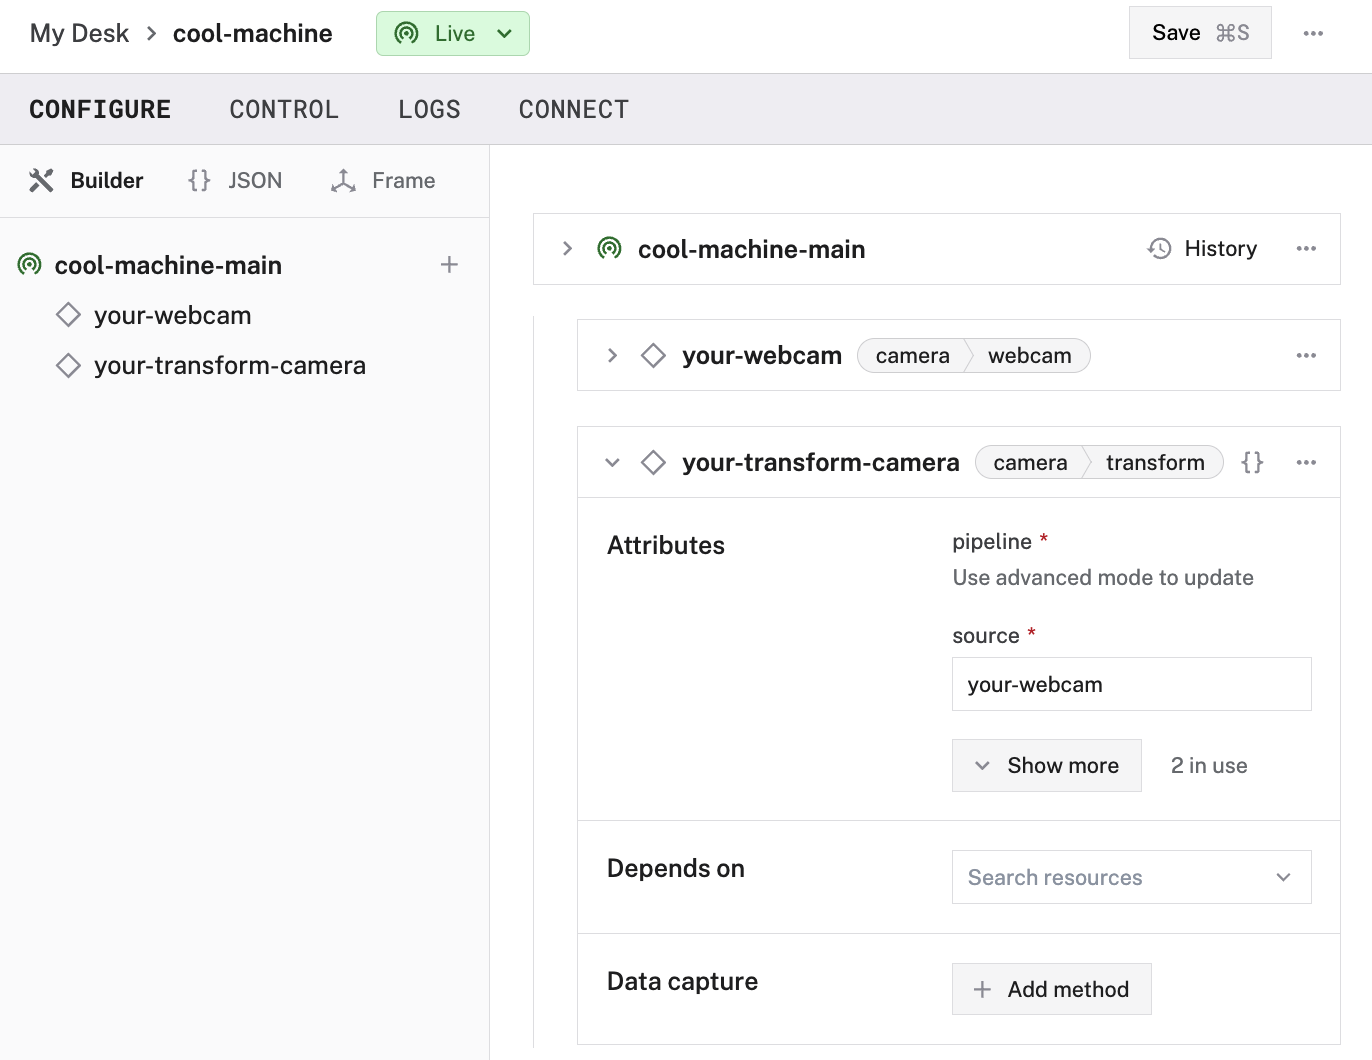 My Desk > cool-machine Live Save ⌘S ···
CONFIGURE CONTROL LOGS CONNECT
Builder {} JSON Frame
cool-machine-main +
your-webcam
your-transform-camera
cool-machine-main History ···
your-webcam camera webcam ···
your-transform-camera camera transform {} ···
Attributes
pipeline *
Use advanced mode to update
source *
your-webcam
Show more 2 in use
Depends on Search resources
Data capture + Add method